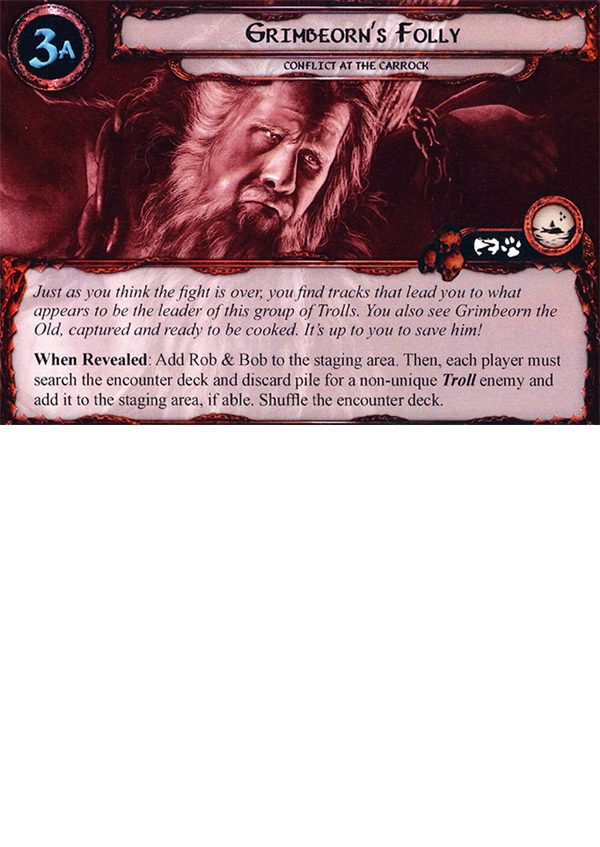 3A
Grimbeorn's Folly
Conflict at the Carrock
Just as you think the fight is over, you find tracks that lead you to what
appears to be the leader of this group of Trolls. You also see Grimbeorn the
Old, captured and ready to be cooked. It's up to you to save him!
When Revealed: Add Rob & Bob to the staging area. Then, each player must
search the encounter deck and discard pile for a non-unique Troll enemy and
add it to the staging area, if able. Shuffle the encounter deck.